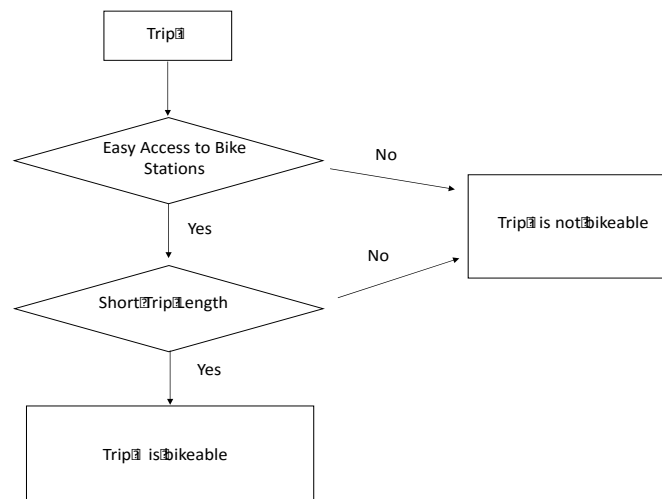 Trip
Easy Access to Bike
Stations
No
Yes
Trip is not bikeable
No
Short Trip Length
Yes
Trip is bikeable